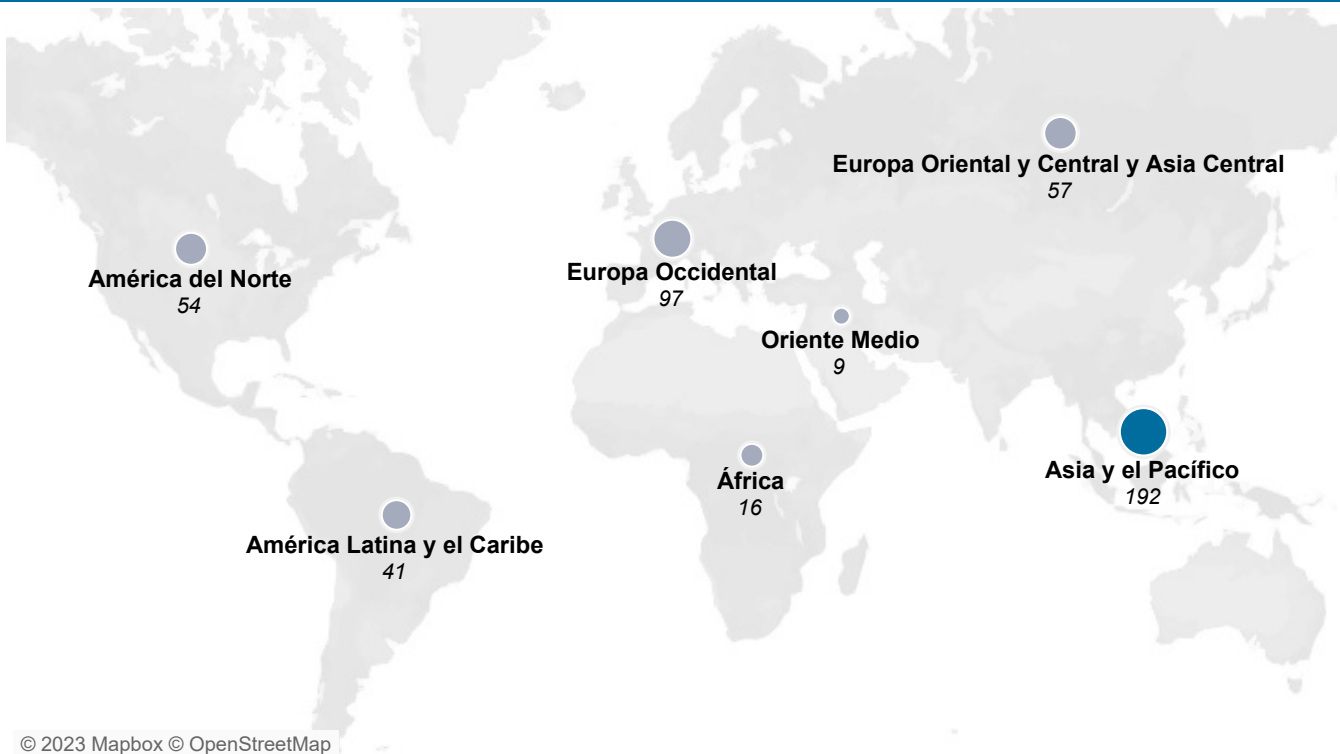 Europa Oriental y Central y Asia Central
57
América del Norte
54
Europa Occidental
97
Oriente Medio
9
Asia y el Pacífico
192
África
16
América Latina y el Caribe
41
© 2023 Mapbox © OpenStreetMap